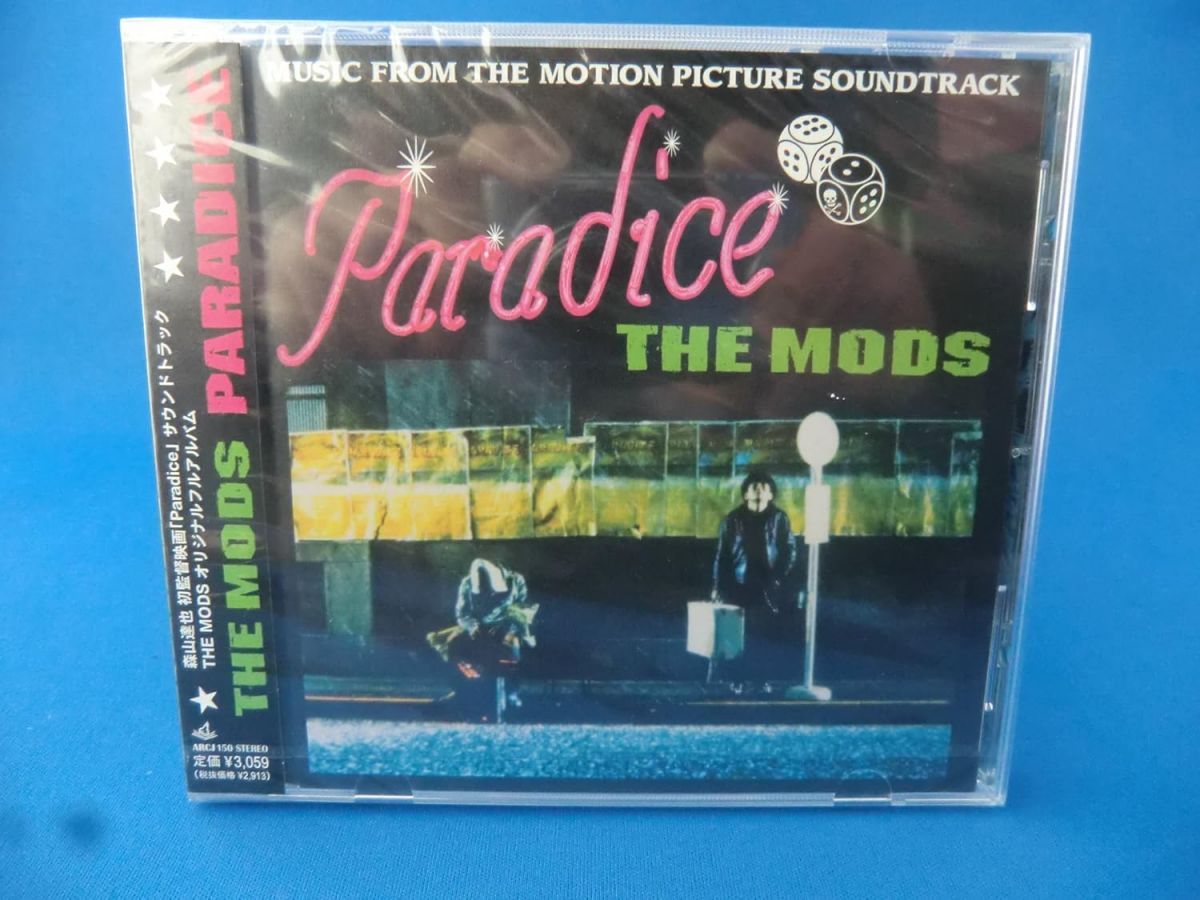 MUSIC FROM THE MOTION PICTURE SOUNDTRACK
Paradice
THE MODS
THE MODS PARADICE
森山達也 初監督映画「Paradice」サウンドトラック
THE MODS オリジナルフルアルバム
ARCJ 150 STEREO
定価 ¥3,059
(税抜価格 ¥2,913)